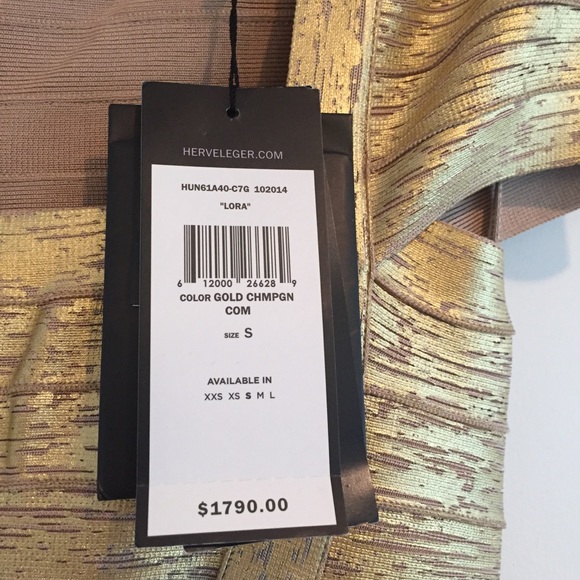 HERVELEGER.COM
HUN61A40-C7G 102014
"LORA"
6 12000 26628 9
COLOR GOLD CHMPGN
COM
SIZE S
AVAILABLE IN
XXS XS S M L
$1790.00